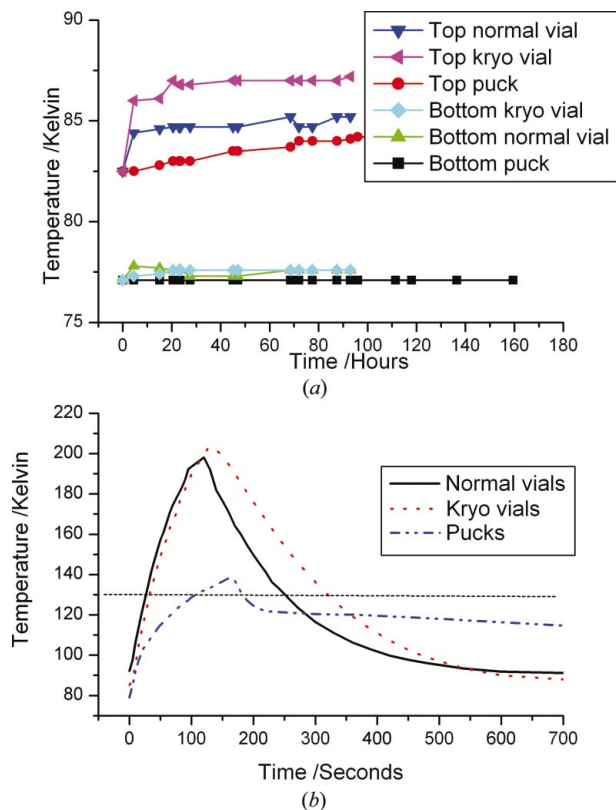 Top normal vial
Top kryo vial
Top puck
Bottom kryo vial
Bottom normal vial
Bottom puck
Temperature /Kelvin
90
85
80
75
0 20 40 60 80 100 120 140 160 180
Time /Hours
(a)
Normal vials
Kryo vials
Pucks
Temperature /Kelvin
220
200
180
160
140
120
100
80
0 100 200 300 400 500 600 700
Time /Seconds
(b)